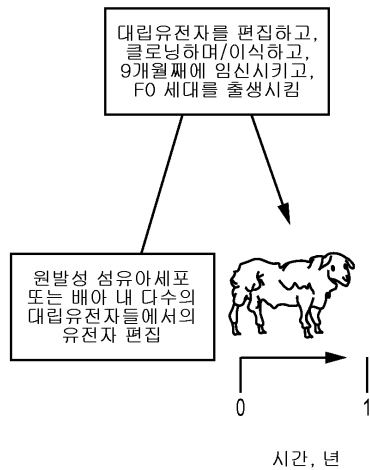 대립유전자를 편집하고,
클로닝하며/이식하고,
9개월째에 임신시키고,
F0 세대를 출생시킴
원발성 섬유아세포
또는 배아 내 다수의
대립유전자들에서의
유전자 편집
0
1
시간, 년